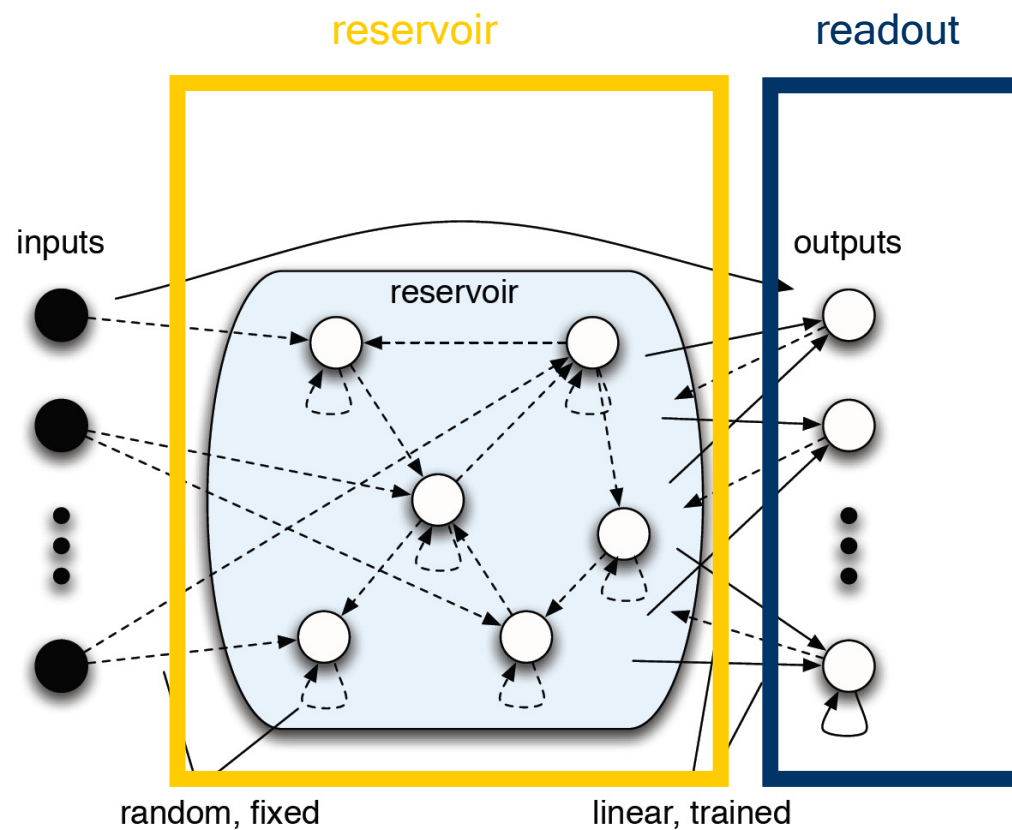 reservoir
readout
inputs
outputs
reservoir
random, fixed
linear, trained